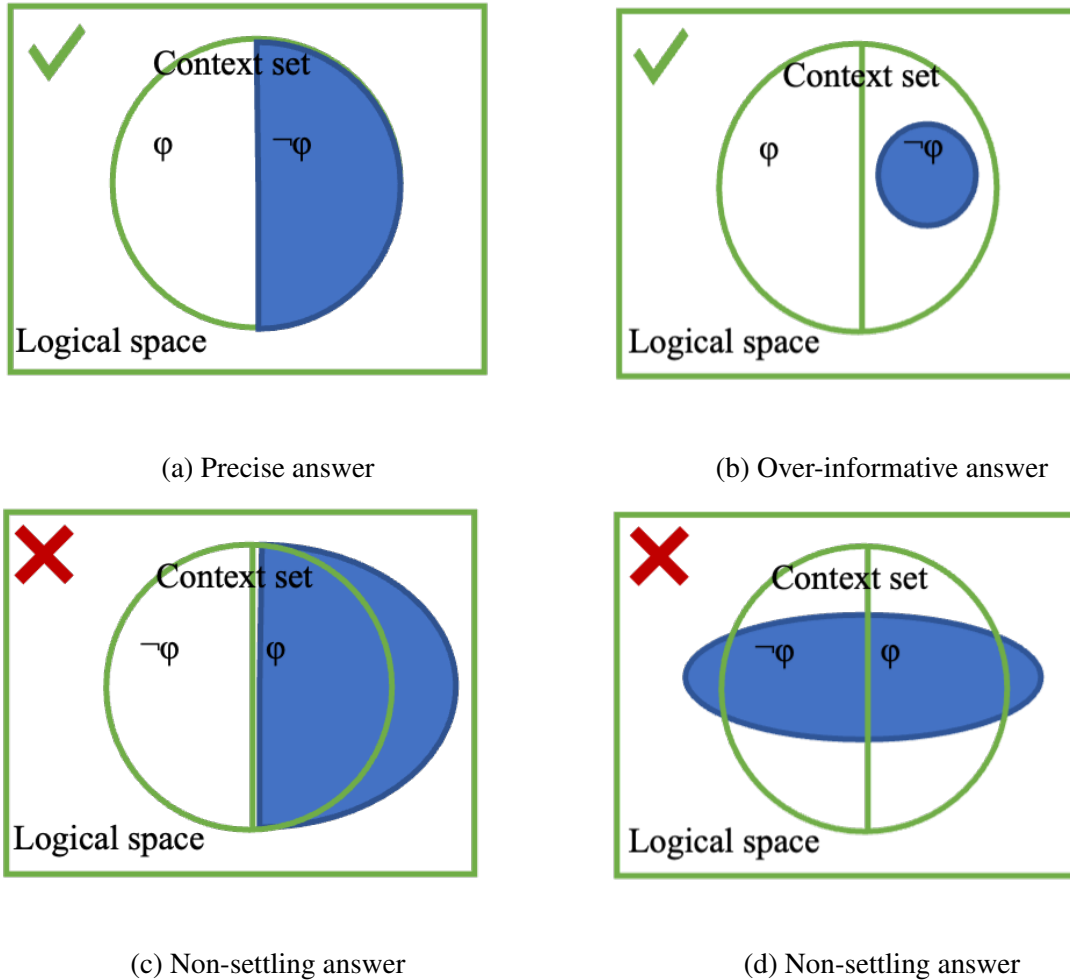 Context set
φ ¬φ
Logical space
(a) Precise answer
Context set
φ ¬φ
Logical space
(b) Over-informative answer
Context set
¬φ φ
Logical space
(c) Non-settling answer
Context set
¬φ φ
Logical space
(d) Non-settling answer